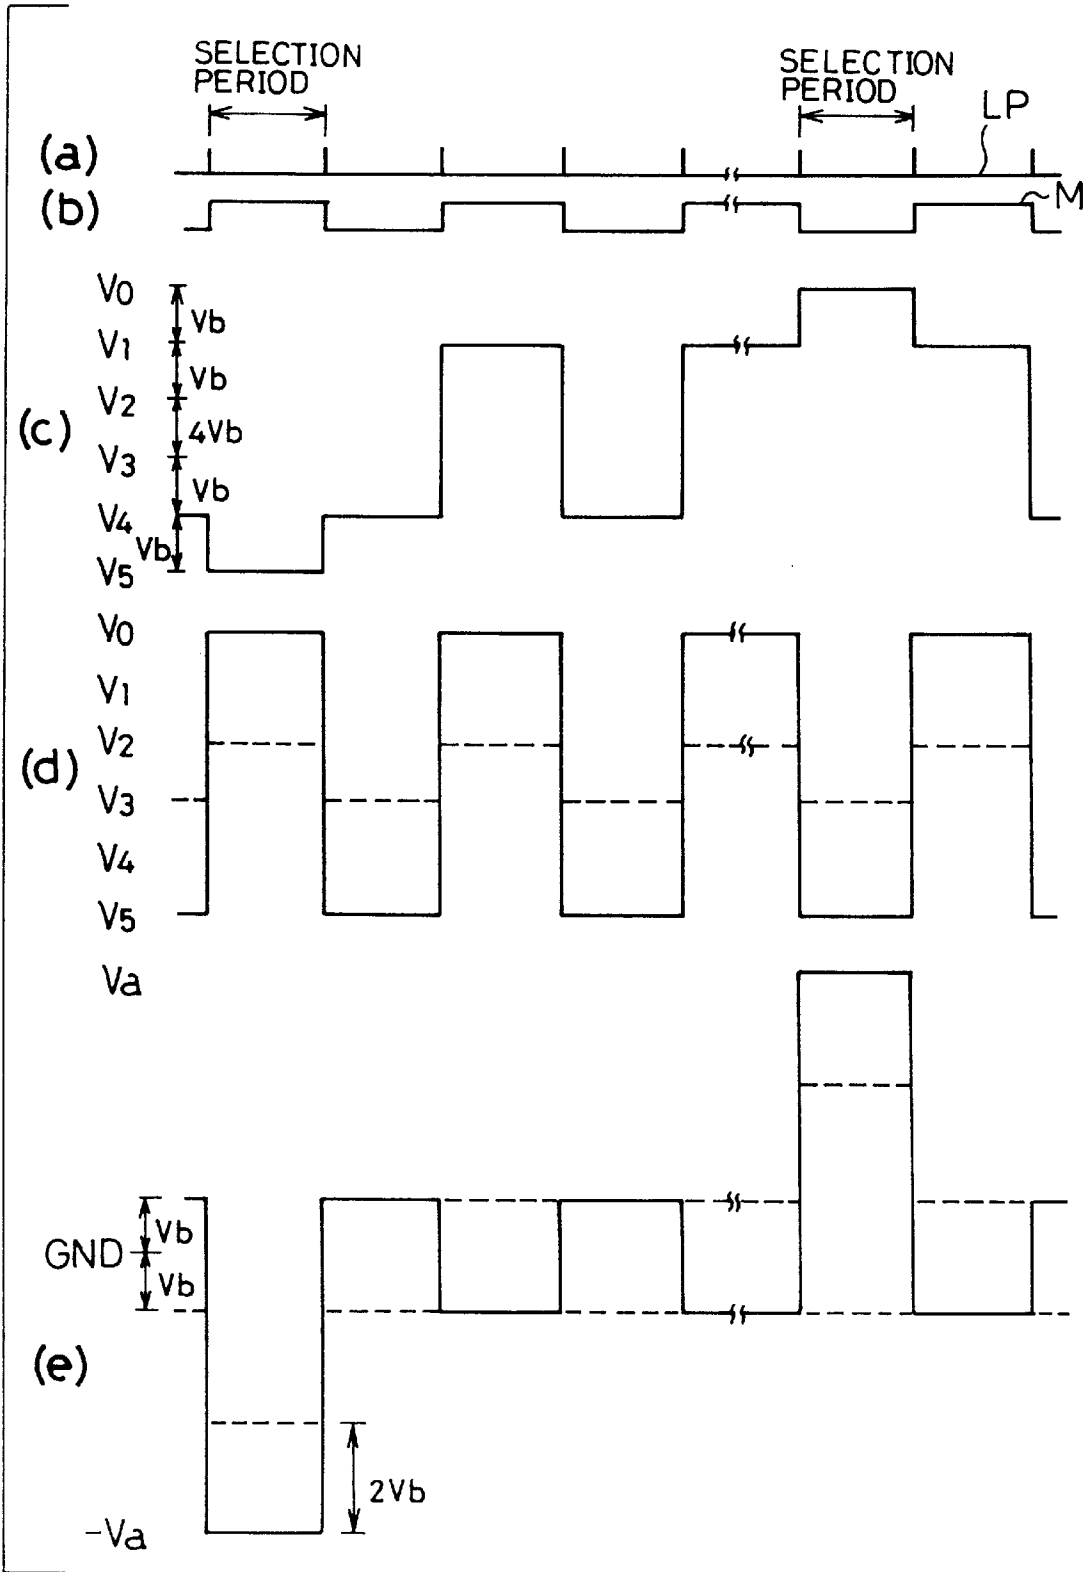 SELECTION
PERIOD
SELECTION
PERIOD
LP
(a)
(b)
M
V0
Vb
V1
Vb
V2
(c)
4Vb
V3
Vb
V4
Vb
V5
V0
V1
V2
(d)
V3
V4
V5
Va
Vb
GND
Vb
(e)
2Vb
-Va